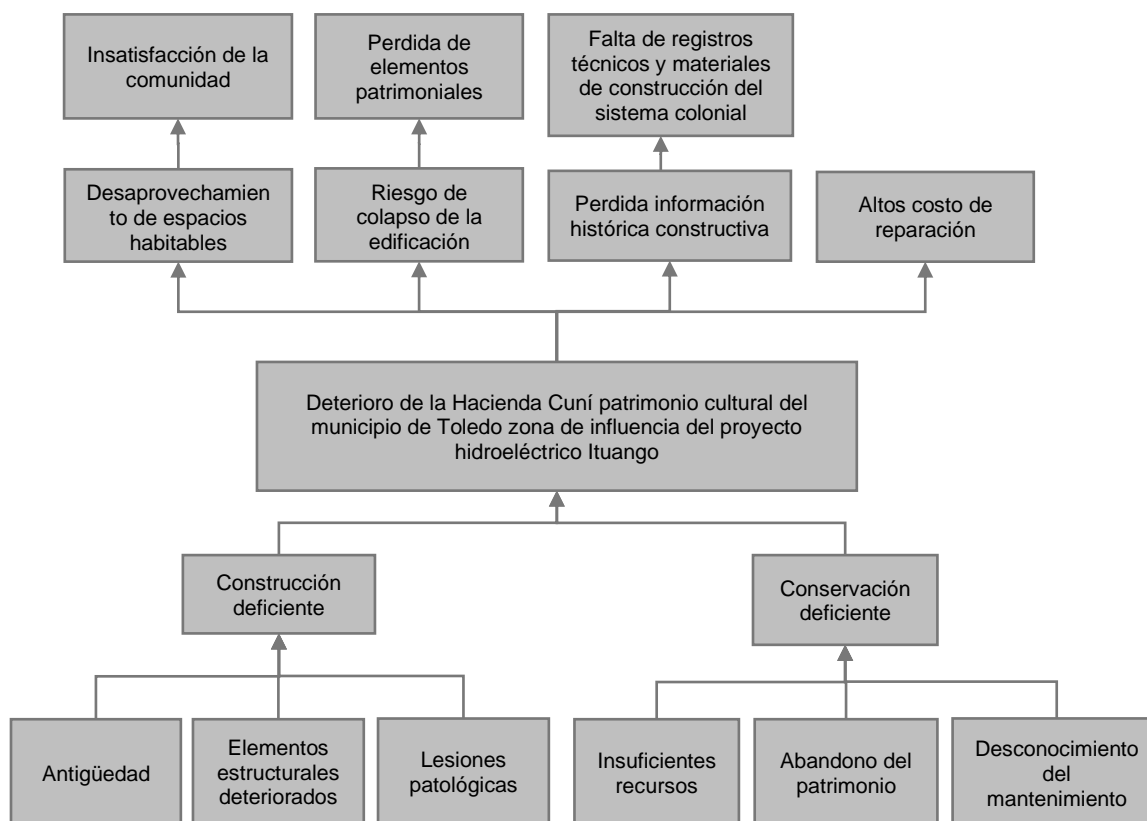 Insatisfacción de la
comunidad
Perdida de
elementos
patrimoniales
Falta de registros
técnicos y materiales
de construcción del
sistema colonial
Desaprovechamien
to de espacios
habitables
Riesgo de
colapso de la
edificación
Perdida información
histórica constructiva
Altos costo de
reparación
Deterioro de la Hacienda Cuní patrimonio cultural del
municipio de Toledo zona de influencia del proyecto
hidroeléctrico Ituango
Construcción
deficiente
Conservación
deficiente
Antigüedad
Elementos
estructurales
deteriorados
Lesiones
patológicas
Insuficientes
recursos
Abandono del
patrimonio
Desconocimiento
del
mantenimiento